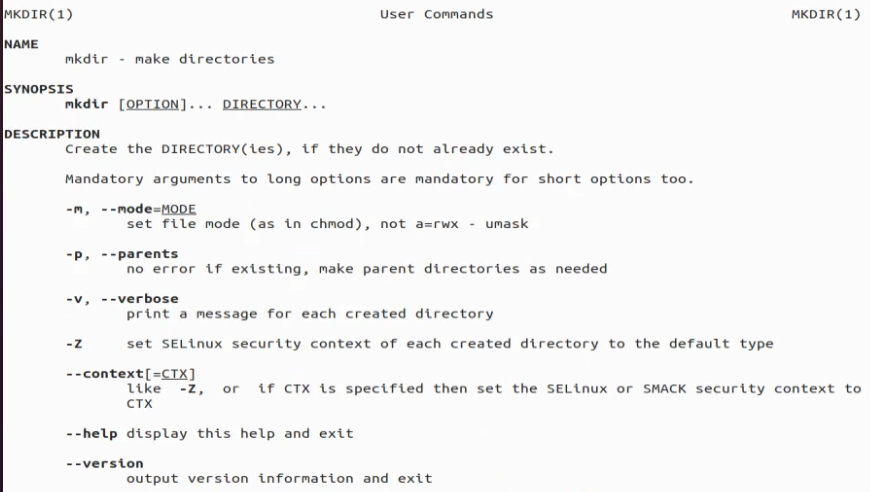 MKDIR(1) User Commands MKDIR(1)
NAME
mkdir - make directories
SYNOPSIS
mkdir [OPTION]... DIRECTORY...
DESCRIPTION
Create the DIRECTORY(ies), if they do not already exist.
Mandatory arguments to long options are mandatory for short options too.
-m, --mode=MODE
set file mode (as in chmod), not a=rwx - umask
-p, --parents
no error if existing, make parent directories as needed
-v, --verbose
print a message for each created directory
-Z set SELinux security context of each created directory to the default type
--context[=CTX]
like -Z, or if CTX is specified then set the SELinux or SMACK security context to
CTX
--help display this help and exit
--version
output version information and exit